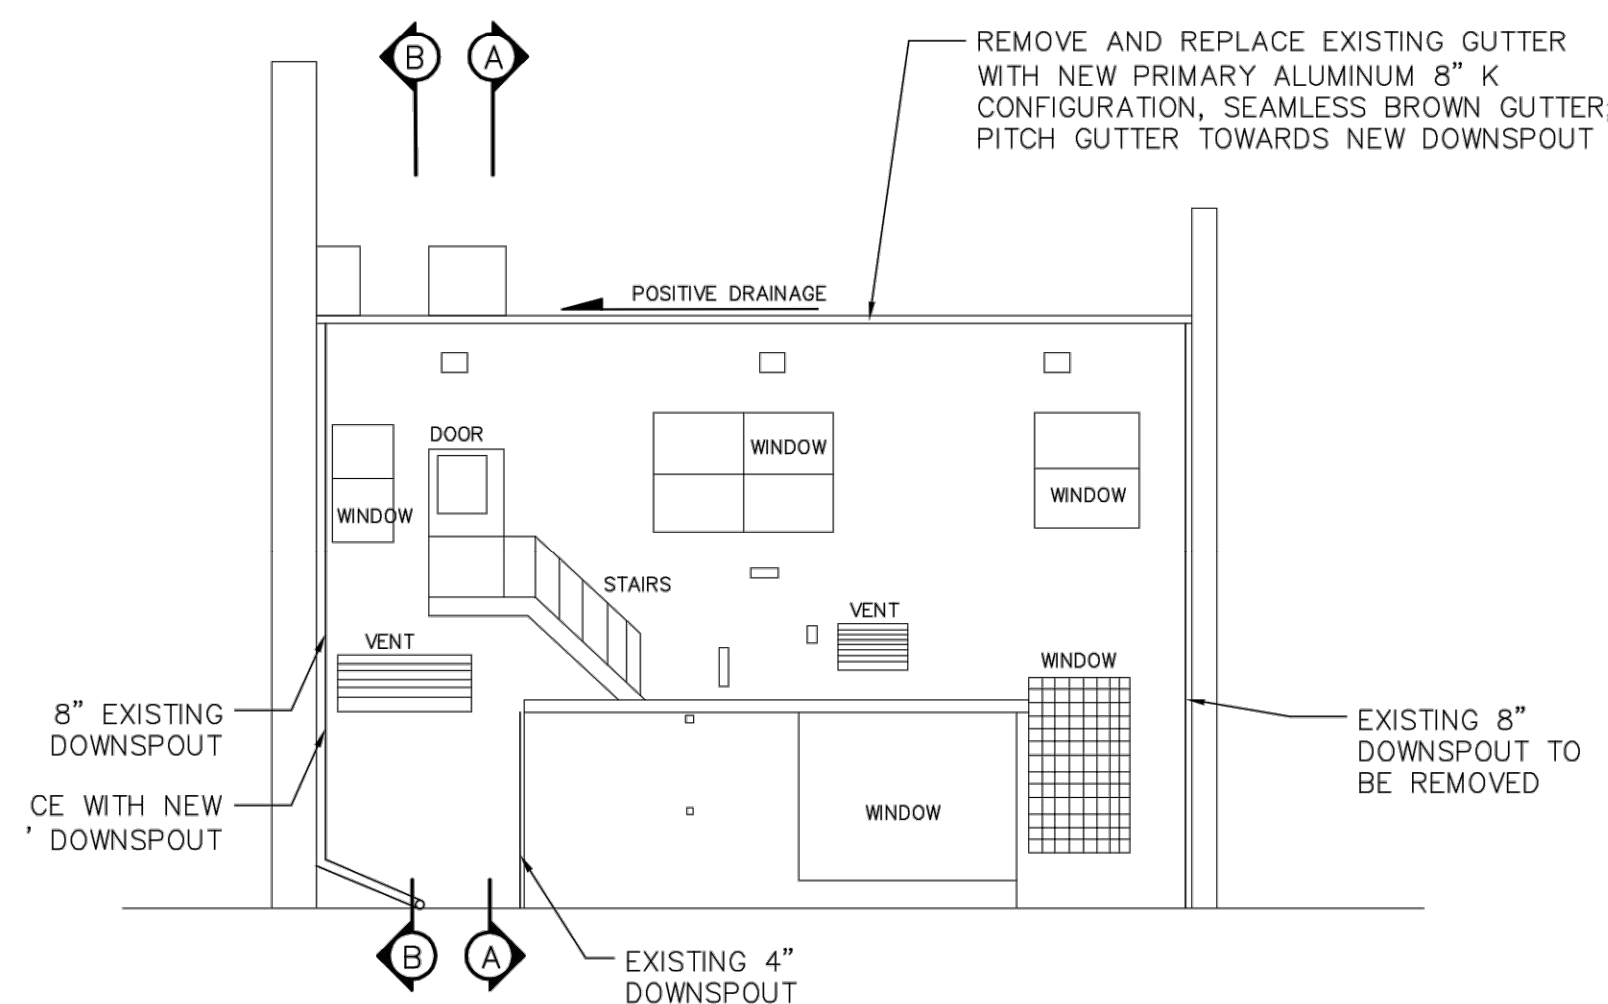 B
A
REMOVE AND REPLACE EXISTING GUTTER
WITH NEW PRIMARY ALUMINUM 8” K
CONFIGURATION, SEAMLESS BROWN GUTTER;
PITCH GUTTER TOWARDS NEW DOWNSPOUT
POSITIVE DRAINAGE
DOOR
WINDOW
WINDOW
WINDOW
STAIRS
VENT
VENT
WINDOW
8” EXISTING
DOWNSPOUT
CE WITH NEW
’ DOWNSPOUT
WINDOW
EXISTING 8”
DOWNSPOUT TO
BE REMOVED
B
A
EXISTING 4”
DOWNSPOUT